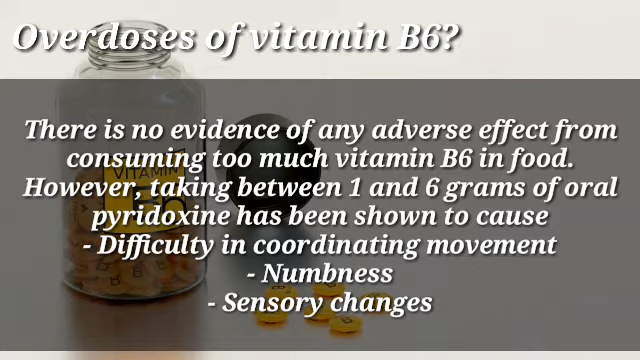 Overdoses of vitamin B6?
There is no evidence of any adverse effect from
consuming too much vitamin B6 in food.
However, taking between 1 and 6 grams of oral
pyridoxine has been shown to cause
- Difficulty in coordinating movement
- Numbness
- Sensory changes
VITAMIN